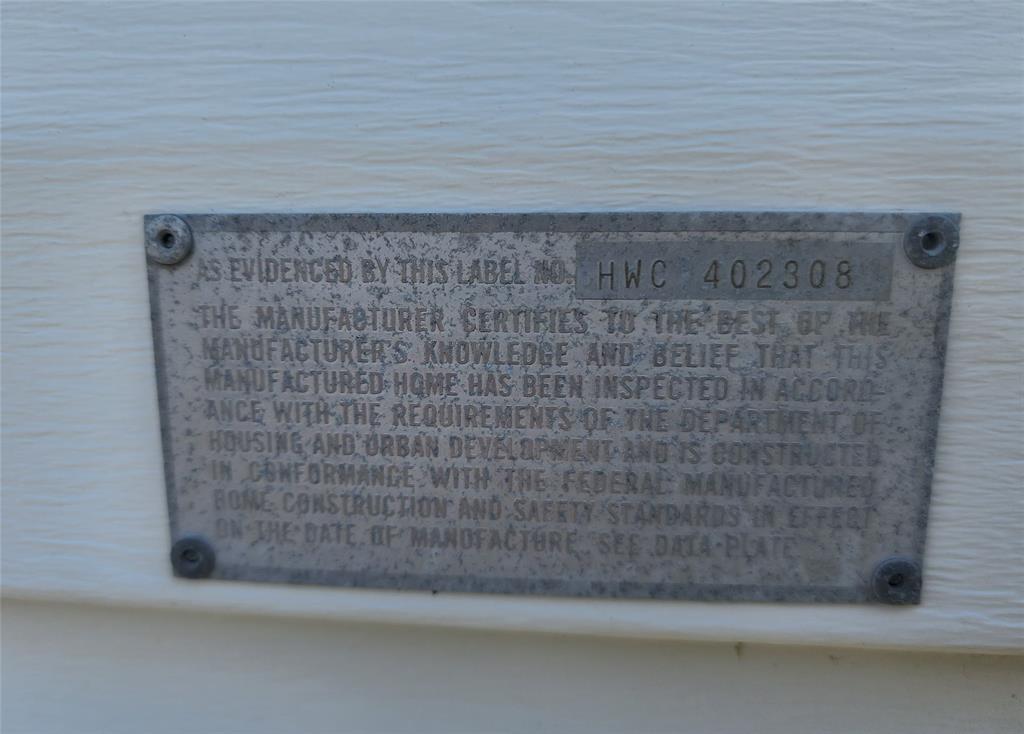 AS EVIDENCED BY THIS LABEL NO. HWC 402308
THE MANUFACTURER CERTIFIES TO THE BEST OF THE
MANUFACTURER'S KNOWLEDGE AND BELIEF THAT THIS
MANUFACTURED HOME HAS BEEN INSPECTED IN ACCORD-
ANCE WITH THE REQUIREMENTS OF THE DEPARTMENT OF
HOUSING AND URBAN DEVELOPMENT AND IS CONSTRUCTED
IN CONFORMANCE WITH THE FEDERAL MANUFACTURED
HOME CONSTRUCTION AND SAFETY STANDARDS IN EFFECT
ON THE DATE OF MANUFACTURE. SEE DATA PLATE